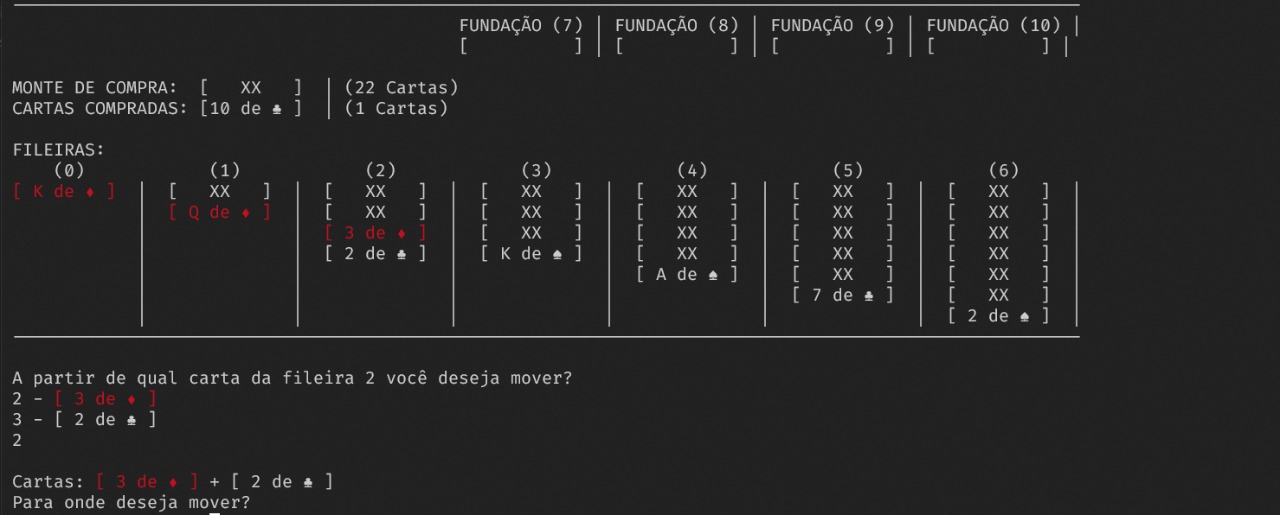 FUNDAÇÃO (7) | FUNDAÇÃO (8) | FUNDAÇÃO (9) | FUNDAÇÃO (10) |
[ ] | [ ] | [ ] | [ ] |
MONTE DE COMPRA: [ XX ] | (22 Cartas)
CARTAS COMPRADAS: [10 de ♣ ] | (1 Cartas)
FILEIRAS:
(0) (1) (2) (3) (4) (5) (6)
[ K de ♦ ] | [ XX ] | [ XX ] | [ XX ] | [ XX ] | [ XX ] | [ XX ] |
| [ Q de ♦ ] | [ XX ] | [ XX ] | [ XX ] | [ XX ] | [ XX ] |
| | [ 3 de ♦ ] | [ XX ] | [ XX ] | [ XX ] | [ XX ] |
| | [ 2 de ♣ ] | [ K de ♠ ] | [ XX ] | [ XX ] | [ XX ] |
| | | | [ A de ♠ ] | [ XX ] | [ XX ] |
| | | | | [ 7 de ♣ ] | [ XX ] |
| | | | | | [ 2 de ♠ ] |
A partir de qual carta da fileira 2 você deseja mover?
2 - [ 3 de ♦ ]
3 - [ 2 de ♣ ]
2
Cartas: [ 3 de ♦ ] + [ 2 de ♣ ]
Para onde deseja mover?